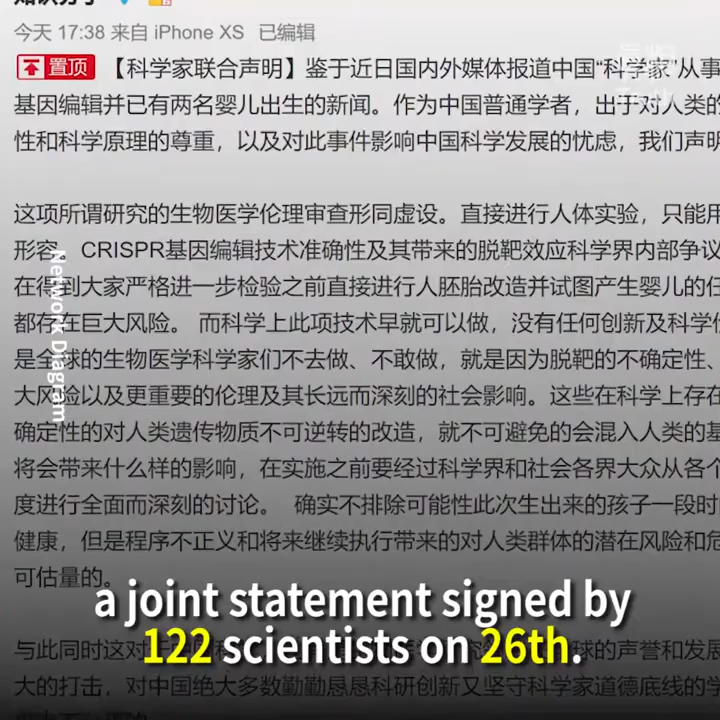 今天 17:38 来自 iPhone XS 已编辑
置顶 【科学家联合声明】鉴于近日国内外媒体报道中国“科学家”从事
基因编辑并已有两名婴儿出生的新闻。作为中国普通学者，出于对人类的
性和科学原理的尊重，以及对此事件影响中国科学发展的忧虑，我们声明
这项所谓研究的生物医学伦理审查形同虚设。直接进行人体实验，只能用
形容。CRISPR基因编辑技术准确性及其带来的脱靶效应科学界内部争议
在得到大家严格进一步检验之前直接进行人胚胎改造并试图产生婴儿的任
都存在巨大风险。 而科学上此项技术早就可以做，没有任何创新及科学价
是全球的生物医学科学家们不去做、不敢做，就是因为脱靶的不确定性、
大风险以及更重要的伦理及其长远而深刻的社会影响。这些在科学上存在
确定性的对人类遗传物质不可逆转的改造，就不可避免的会混入人类的基
将会带来什么样的影响，在实施之前要经过科学界和社会各界大众从各个
度进行全面而深刻的讨论。 确实不排除可能性此次生出来的孩子一段时
健康，但是程序不正义和将来继续执行带来的对人类群体的潜在风险和危
可估量的。
Network Diagram
a joint statement signed by
122 scientists on 26th.
与此同时这对
球的声誉和发展
大的打击，对中国绝大多数勤勤恳恳科研创新又坚守科学家道德底线的学